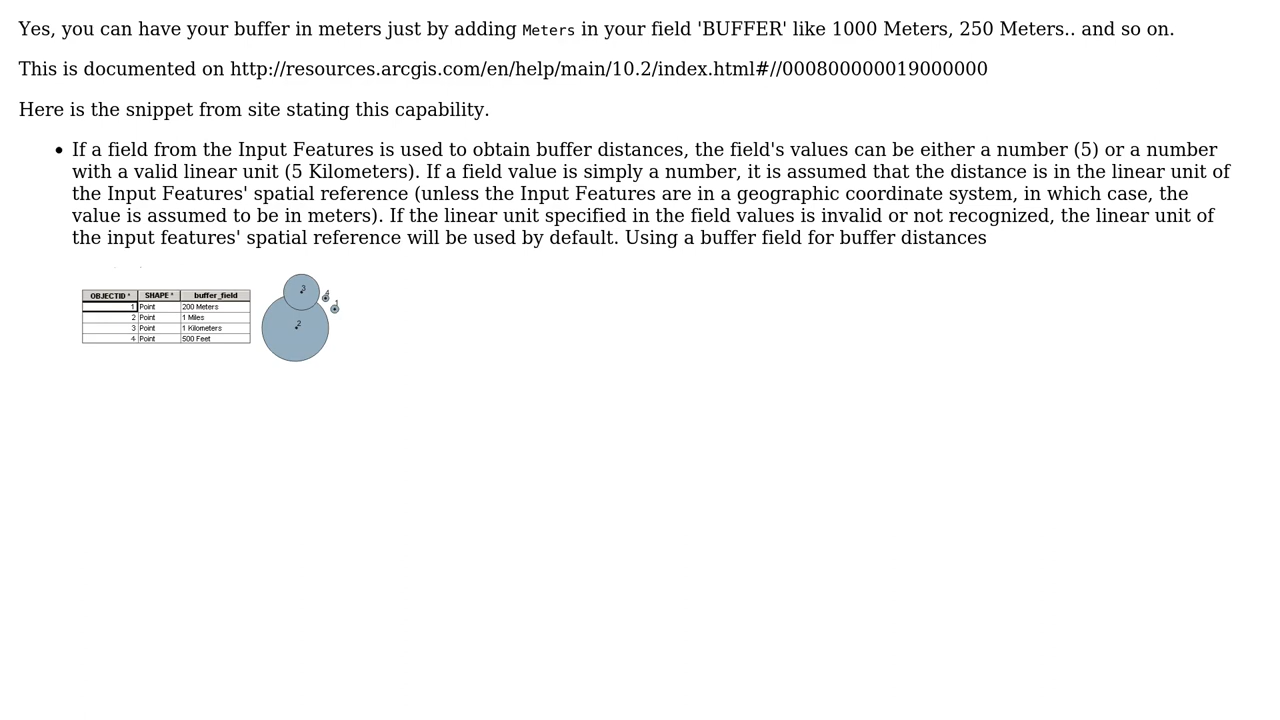 Yes, you can have your buffer in meters just by adding Meters in your field 'BUFFER' like 1000 Meters, 250 Meters.. and so on.
This is documented on http://resources.arcgis.com/en/help/main/10.2/index.html#//000800000019000000
Here is the snippet from site stating this capability.
• If a field from the Input Features is used to obtain buffer distances, the field's values can be either a number (5) or a number
with a valid linear unit (5 Kilometers). If a field value is simply a number, it is assumed that the distance is in the linear unit of
the Input Features' spatial reference (unless the Input Features are in a geographic coordinate system, in which case, the
value is assumed to be in meters). If the linear unit specified in the field values is invalid or not recognized, the linear unit of
the input features' spatial reference will be used by default. Using a buffer field for buffer distances
OBJECTID * SHAPE * buffer_field
1 Point 200 Meters
2 Point 1 Miles
3 Point 1 Kilometers
4 Point 500 Feet
3
4
1
2